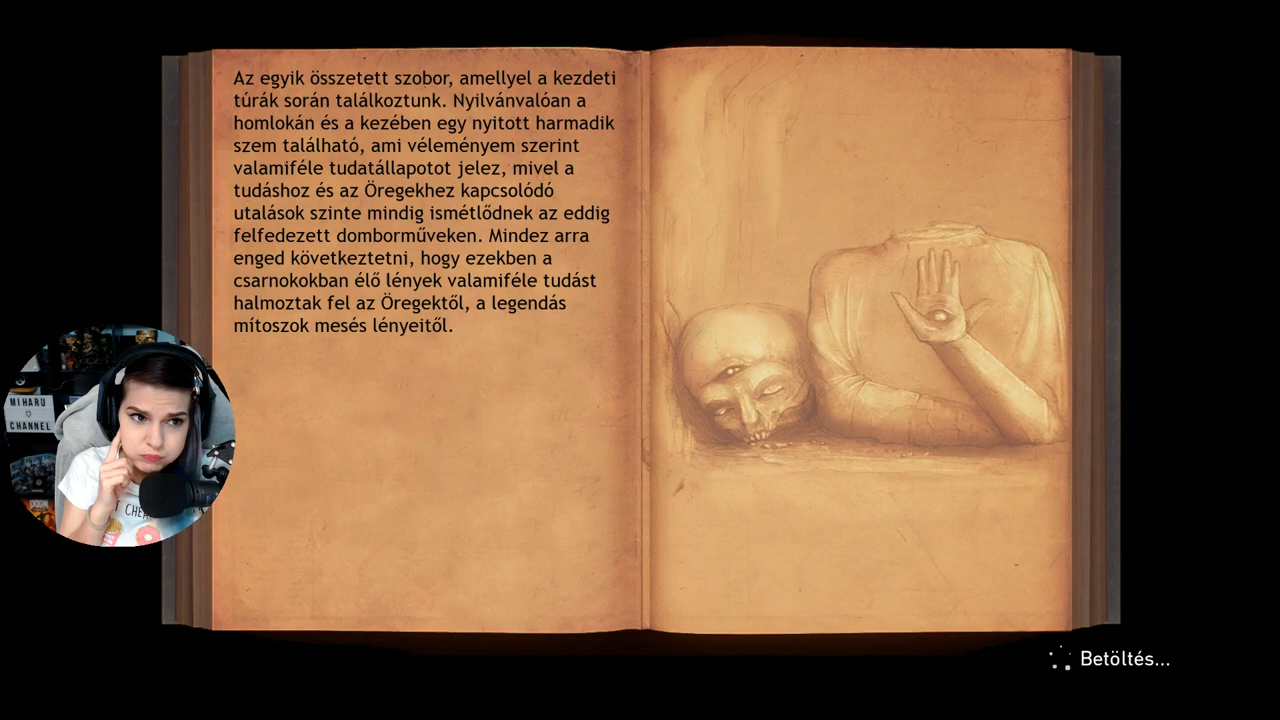 Az egyik összetett szobor, amellyel a kezdeti
túrák során találkoztunk. Nyilvánvalóan a
homlokán és a kezében egy nyitott harmadik
szem található, ami véleményem szerint
valamiféle tudatállapotot jelez, mivel a
tudáshoz és az Öregekhez kapcsolódó
utalások szinte mindig ismétlődnek az eddig
felfedezett domborműveken. Mindez arra
enged következtetni, hogy ezekben a
csarnokokban élő lények valamiféle tudást
halmoztak fel az Öregektől, a legendás
mítoszok mesés lényeitől.
MIHARU
CHANNEL
Betöltés...